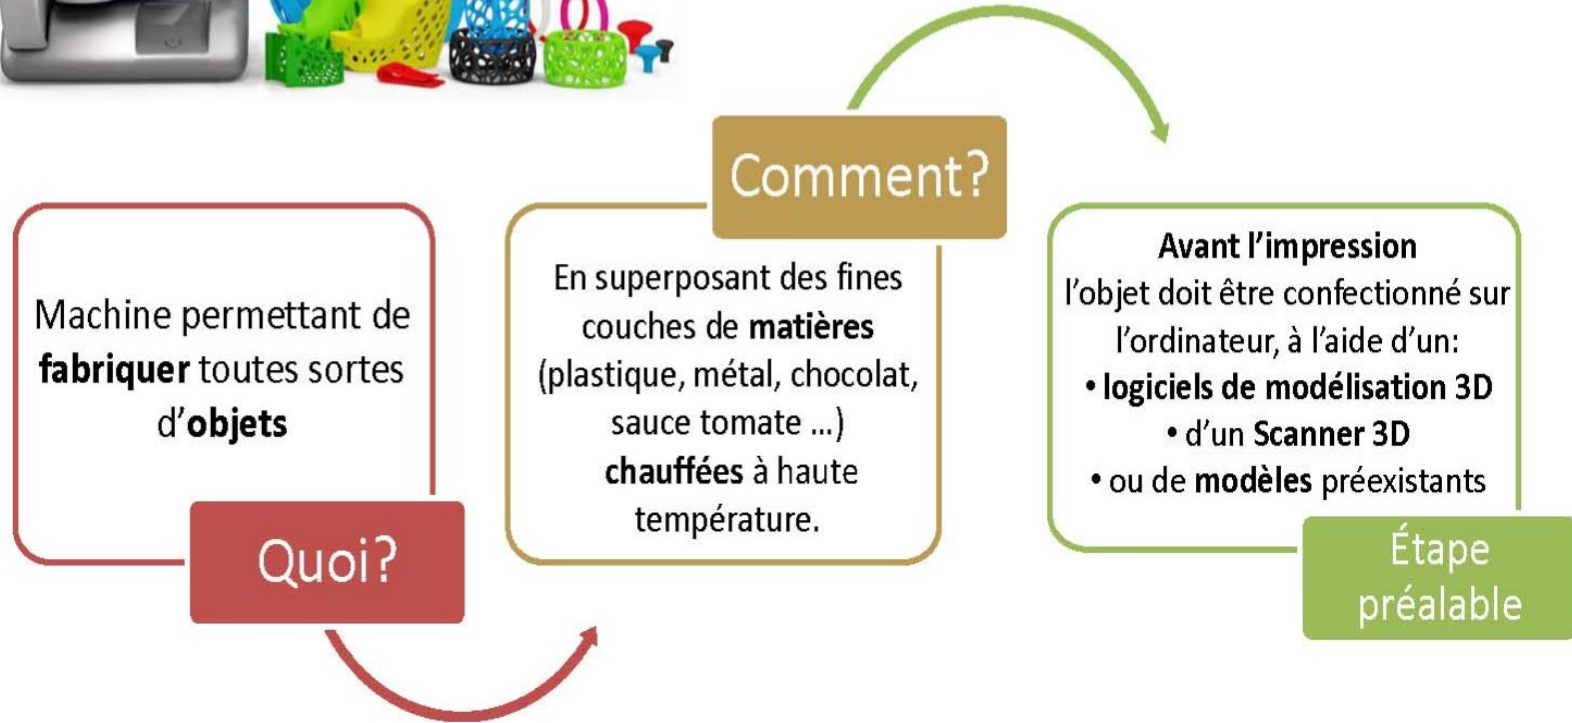 Machine permettant de
fabriquer toutes sortes
d'objets
Quoi?
Comment?
En superposant des fines
couches de matières
(plastique, métal, chocolat,
sauce tomate ...)
chauffées à haute
température.
Avant l'impression
l'objet doit être confectionné sur
l'ordinateur, à l'aide d'un:
• logiciels de modélisation 3D
• d'un Scanner 3D
• ou de modèles préexistants
Étape
préalable